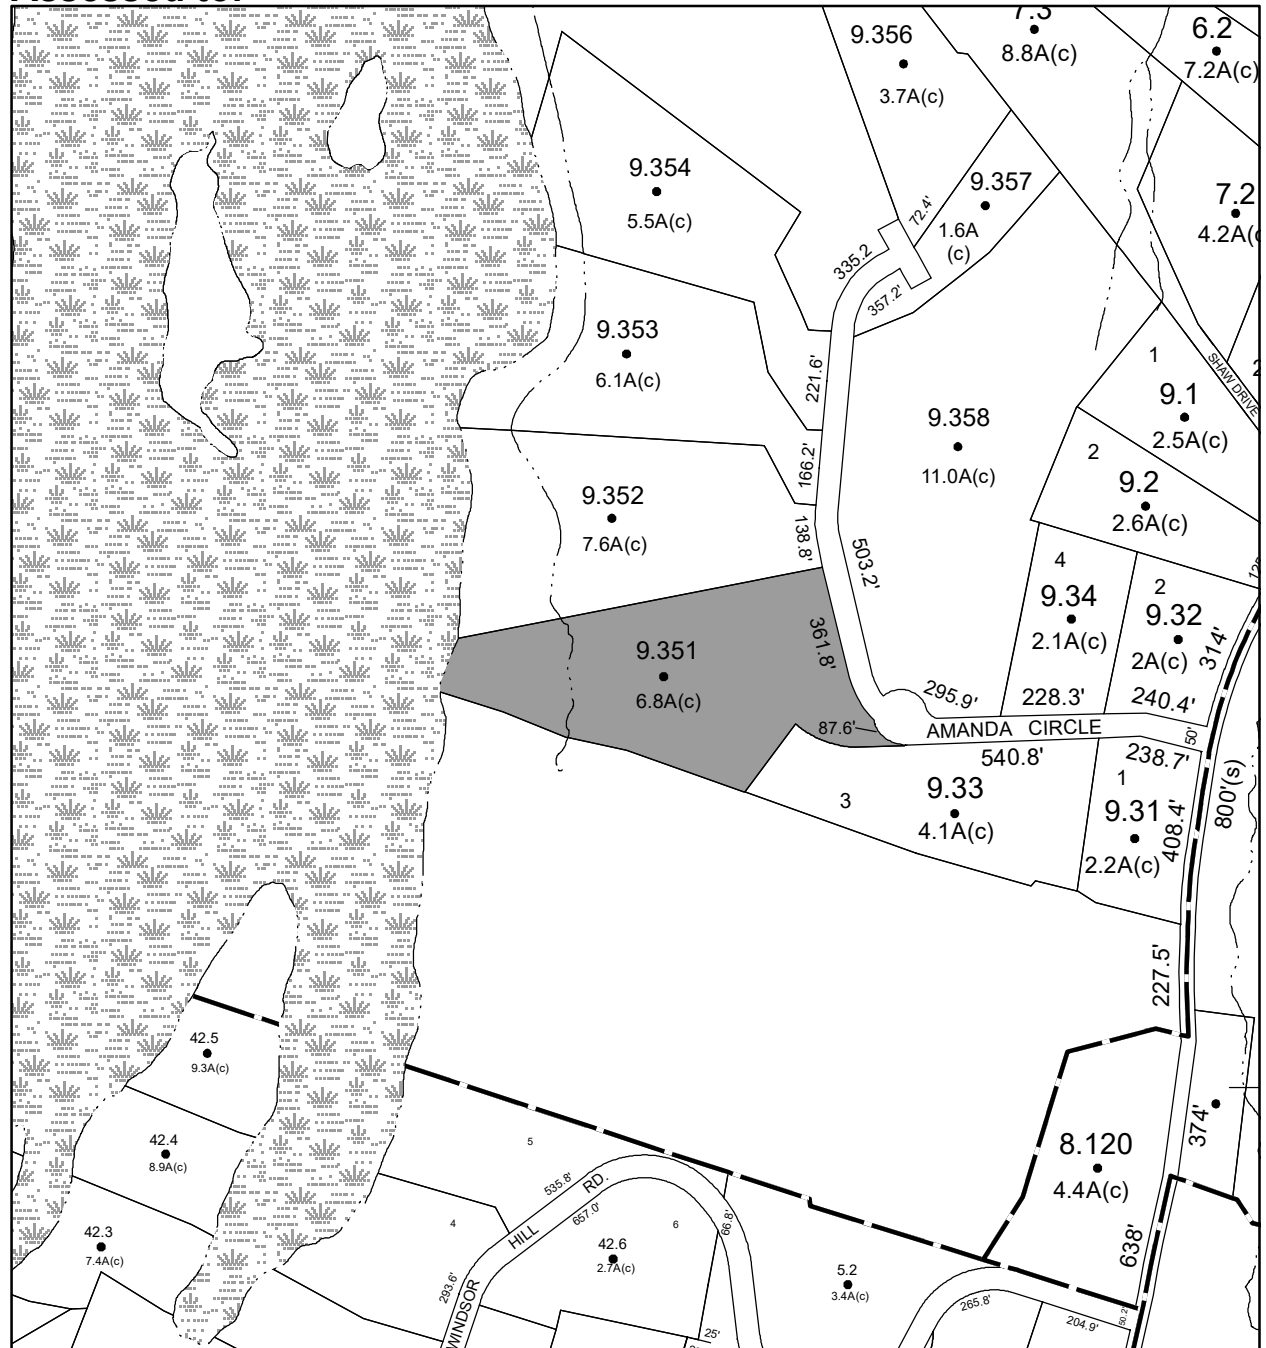 7.3
8.8A(c)
6.2
7.2A(c)
9.356
3.7A(c)
9.354
5.5A(c)
9.357
1.6A
(c)
72.4'
335.2
357.2'
7.2
4.2A(c
9.353
6.1A(c)
221.6'
SHAW DRIVE
1
2
9.1
2.5A(c)
9.358
11.0A(c)
2
9.2
2.6A(c)
166.2'
9.352
7.6A(c)
138.8'
503.2'
4
9.34
2.1A(c)
2
9.32
2A(c)
314'
9.351
6.8A(c)
361.8'
295.9'
228.3'
240.4'
87.6'
AMANDA CIRCLE
50'
540.8'
238.7'
1
800'(s)
3
9.33
4.1A(c)
9.31
2.2A(c)
408.4'
227.5'
42.5
9.3A(c)
42.4
8.9A(c)
5
374'
8.120
4.4A(c)
535.8'
657.0'
HILL RD.
4
6
66.8'
42.3
7.4A(c)
42.6
2.7A(c)
638'
293.6'
WINDSOR
5.2
3.4A(c)
265.8'
204.9'
50.2'
25'